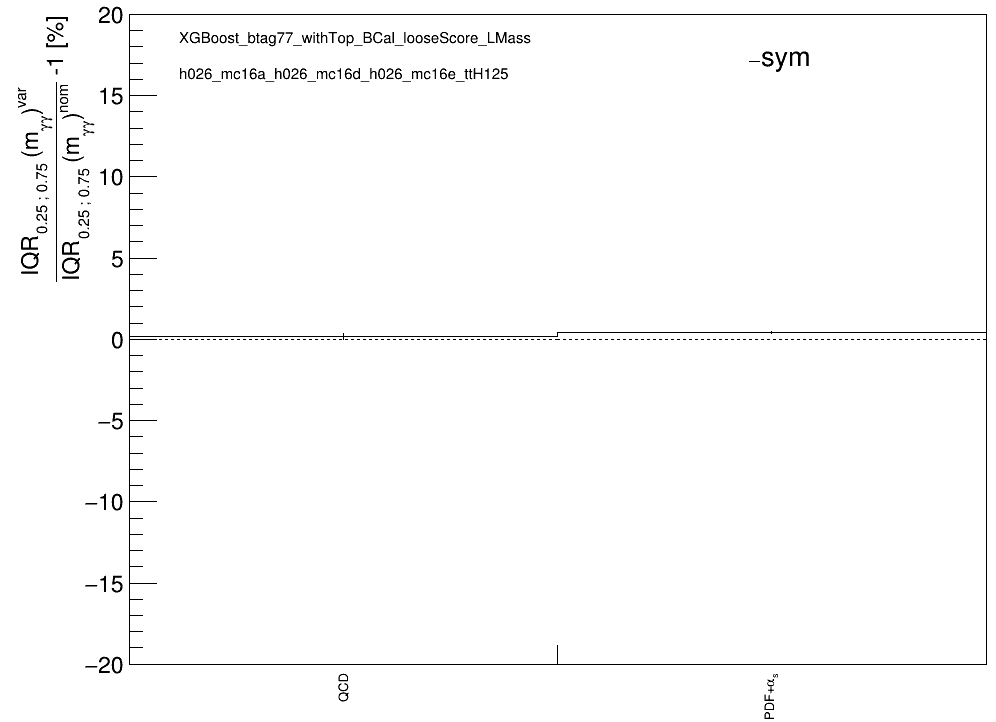 IQR0.25 ; 0.75 (mγγ)var
IQR0.25 ; 0.75 (mγγ)nom -1 [%]
XGBoost_btag77_withTop_BCal_looseScore_LMass
h026_mc16a_h026_mc16d_h026_mc16e_ttH125
sym
20
15
10
5
0
−5
−10
−15
−20
QCD
PDF+αs